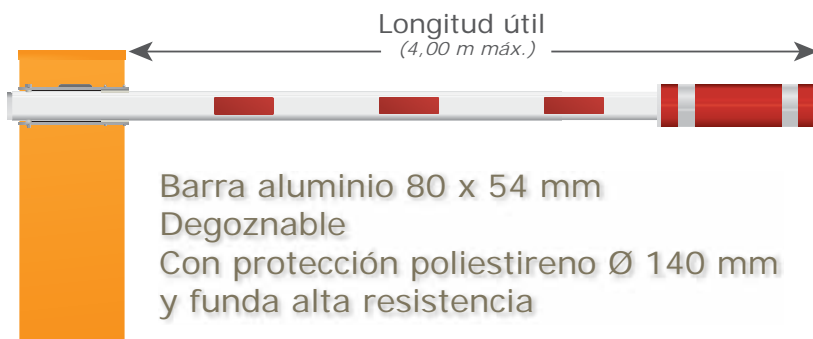 Longitud útil
(4,00 m máx.)
Barra aluminio 80 x 54 mm
Degoznable
Con protección poliestireno Ø 140 mm
y funda alta resistencia